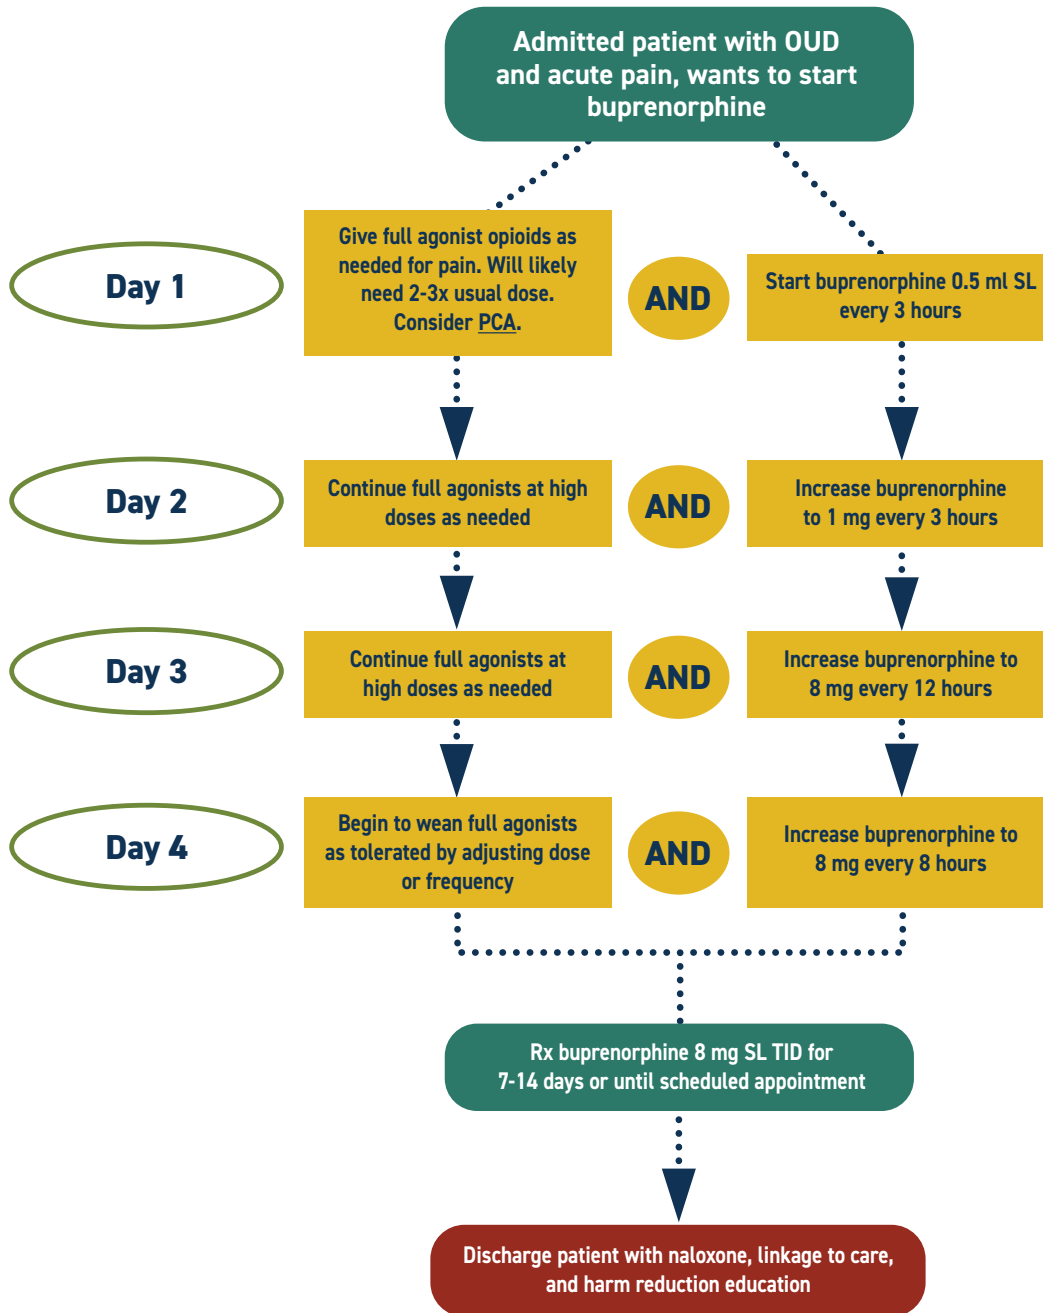 Admitted patient with OUD
and acute pain, wants to start
buprenorphine
Day 1
Give full agonist opioids as
needed for pain. Will likely
need 2-3x usual dose.
Consider PCA.
AND
Start buprenorphine 0.5 ml SL
every 3 hours
Day 2
Continue full agonists at high
doses as needed
AND
Increase buprenorphine
to 1 mg every 3 hours
Day 3
Continue full agonists at
high doses as needed
AND
Increase buprenorphine to
8 mg every 12 hours
Day 4
Begin to wean full agonists
as tolerated by adjusting dose
or frequency
AND
Increase buprenorphine to
8 mg every 8 hours
Rx buprenorphine 8 mg SL TID for
7-14 days or until scheduled appointment
Discharge patient with naloxone, linkage to care,
and harm reduction education